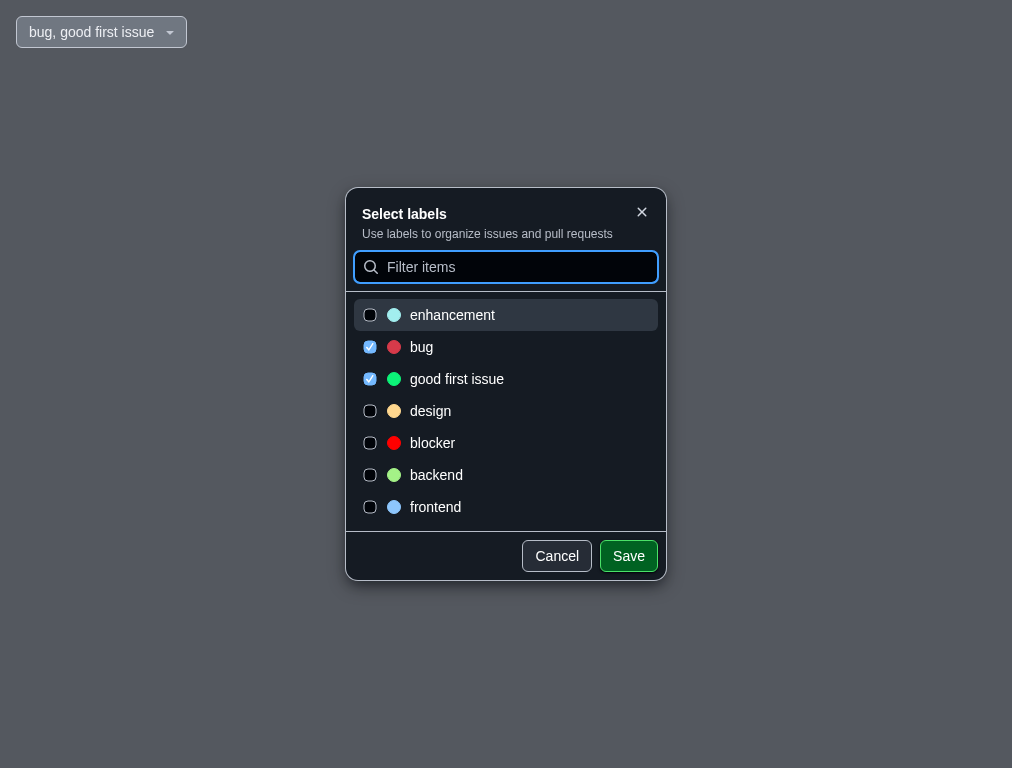 bug, good first issue
Select labels
Use labels to organize issues and pull requests
Filter items
enhancement
bug
good first issue
design
blocker
backend
frontend
Cancel Save